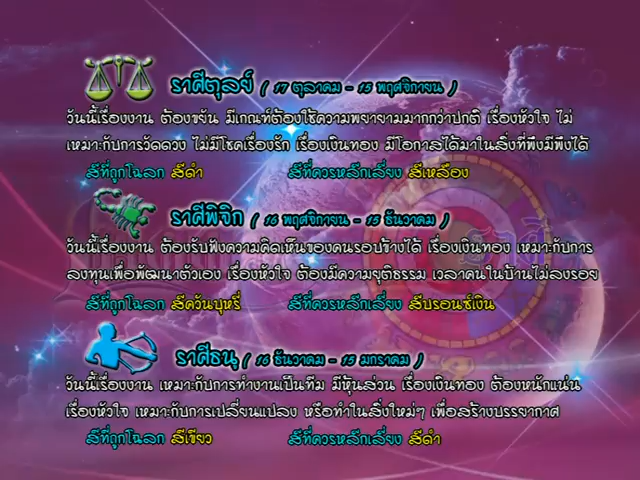 ราศีตุลย์ ( 17 ตุลาคม - 15 พฤศจิกายน )
วันนี้เรื่องงาน ต้องขยัน มีเกณฑ์ต้องใช้ความพยายามมากกว่าปกติ เรื่องหัวใจ ไม่
เหมาะกับการวัดดวง ไม่มีโชคเรื่องรัก เรื่องเงินทอง มีโอกาสได้มาในสิ่งที่พึงมีพึงได้
สีที่ถูกโฉลก สีดำ สีที่ควรหลีกเลี่ยง สีเหลือง
ราศีพิจิก ( 16 พฤศจิกายน - 15 ธันวาคม )
วันนี้เรื่องงาน ต้องรับฟังความคิดเห็นของคนรอบข้างได้ เรื่องเงินทอง เหมาะกับการ
ลงทุนเพื่อพัฒนาตัวเอง เรื่องหัวใจ ต้องมีความยุติธรรม เวลาคนในบ้านไม่ลงรอย
สีที่ถูกโฉลก สีควันบุหรี่ สีที่ควรหลีกเลี่ยง สีบรอนซ์เงิน
ราศีธนู ( 16 ธันวาคม - 15 มกราคม )
วันนี้เรื่องงาน เหมาะกับการทำงานเป็นทีม มีหุ้นส่วน เรื่องเงินทอง ต้องหนักแน่น
เรื่องหัวใจ เหมาะกับการเปลี่ยนแปลง หรือทำในสิ่งใหม่ๆ เพื่อสร้างบรรยากาศ
สีที่ถูกโฉลก สีเขียว สีที่ควรหลีกเลี่ยง สีดำ